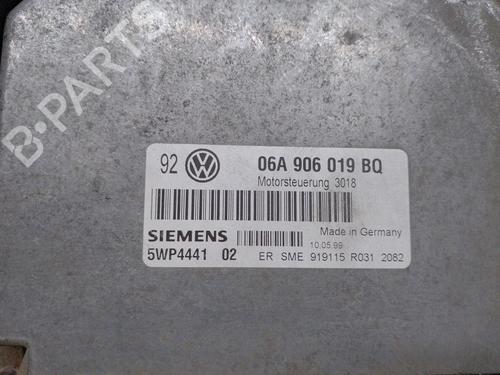 B-PARTS
92 06A 906 019 BQ
Motorsteuerung 3018
SIEMENS Made in Germany
10.05.99
5WP4441 02 ER SME 919115 R031 2082